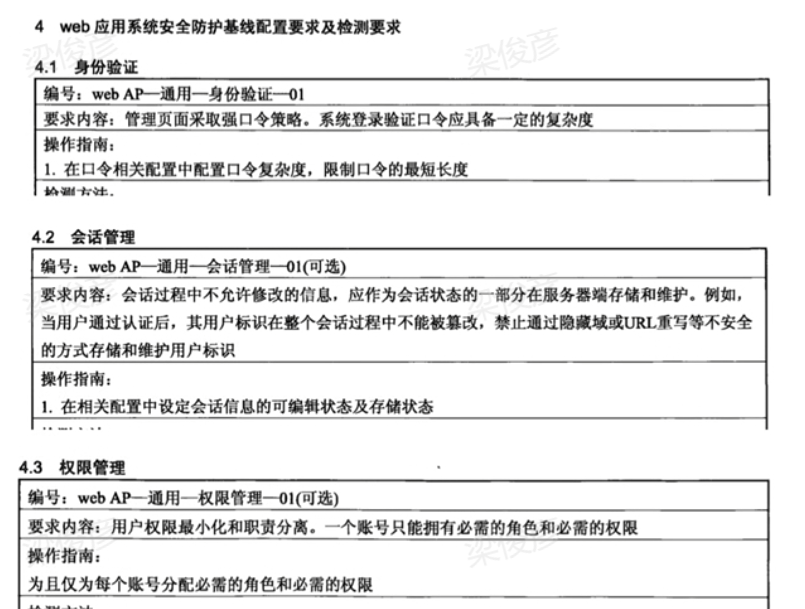 4 web 应用系统安全防护基线配置要求及检测要求
4.1 身份验证
编号：web AP—通用—身份验证—01
要求内容：管理页面采取强口令策略。系统登录验证口令应具备一定的复杂度
操作指南：
1. 在口令相关配置中配置口令复杂度，限制口令的最短长度
检测方法：
4.2 会话管理
编号：web AP—通用—会话管理—01(可选)
要求内容：会话过程中不允许修改的信息，应作为会话状态的一部分在服务器端存储和维护。例如，
当用户通过认证后，其用户标识在整个会话过程中不能被篡改，禁止通过隐藏域或URL重写等不安全
的方式存储和维护用户标识
操作指南：
1. 在相关配置中设定会话信息的可编辑状态及存储状态
4.3 权限管理
编号：web AP—通用—权限管理—01(可选)
要求内容：用户权限最小化和职责分离。一个账号只能拥有必需的角色和必需的权限
操作指南：
为且仅为每个账号分配必需的角色和必需的权限
梁俊彦
梁俊彦
梁俊彦
梁俊彦
梁俊彦
梁俊彦